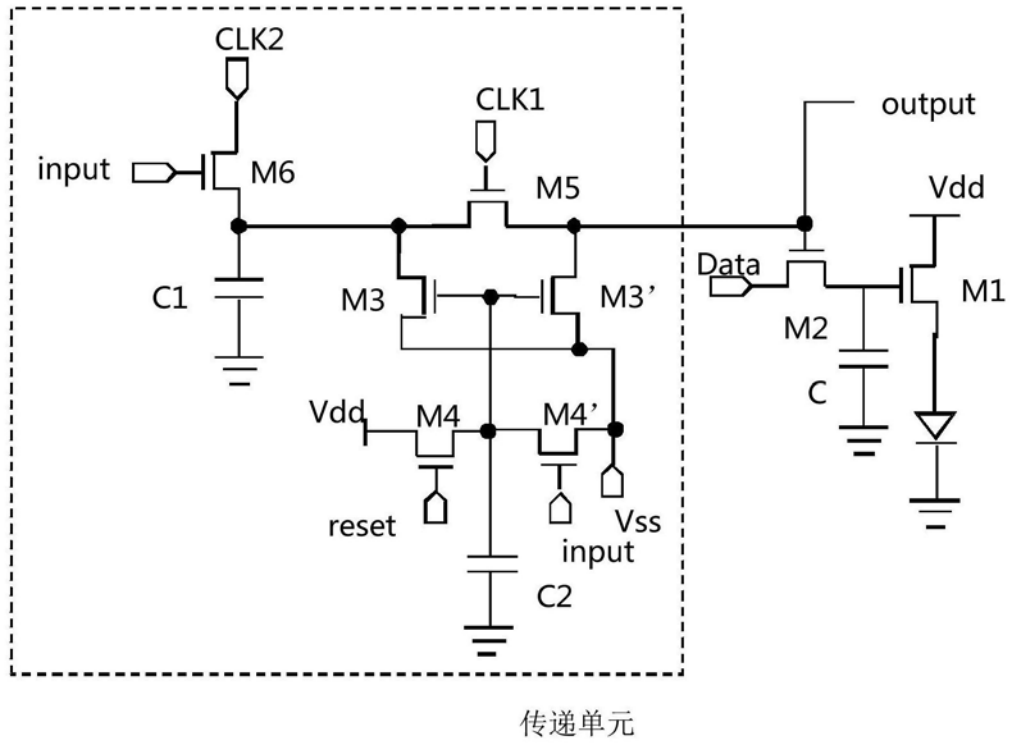 CLK2
CLK1
output
input
M6
M5
Vdd
C1
M3
M3’
Data
M1
M2
C
Vdd
M4
M4’
reset
Vss
input
C2
传递单元